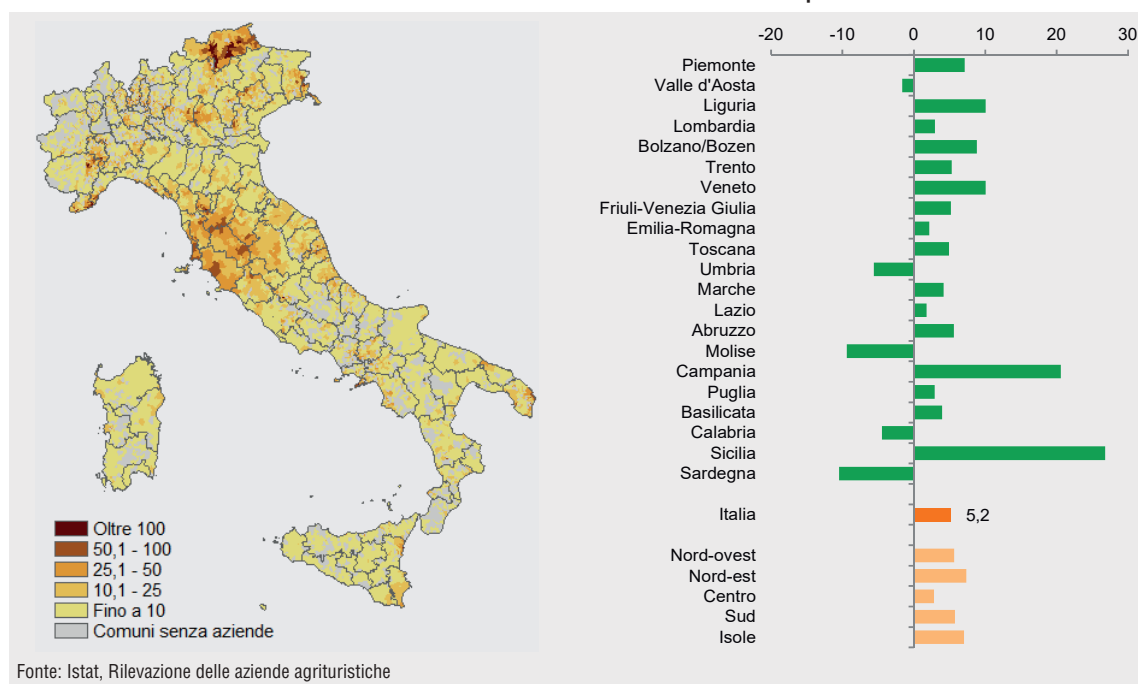 -20 -10 0 10 20 30
Piemonte
Valle d'Aosta
Liguria
Lombardia
Bolzano/Bozen
Trento
Veneto
Friuli-Venezia Giulia
Emilia-Romagna
Toscana
Umbria
Marche
Lazio
Abruzzo
Molise
Campania
Puglia
Basilicata
Calabria
Sicilia
Sardegna
Italia 5,2
Nord-ovest
Nord-est
Centro
Sud
Isole
Oltre 100
50,1 - 100
25,1 - 50
10,1 - 25
Fino a 10
Comuni senza aziende
Fonte: Istat, Rilevazione delle aziende agrituristiche